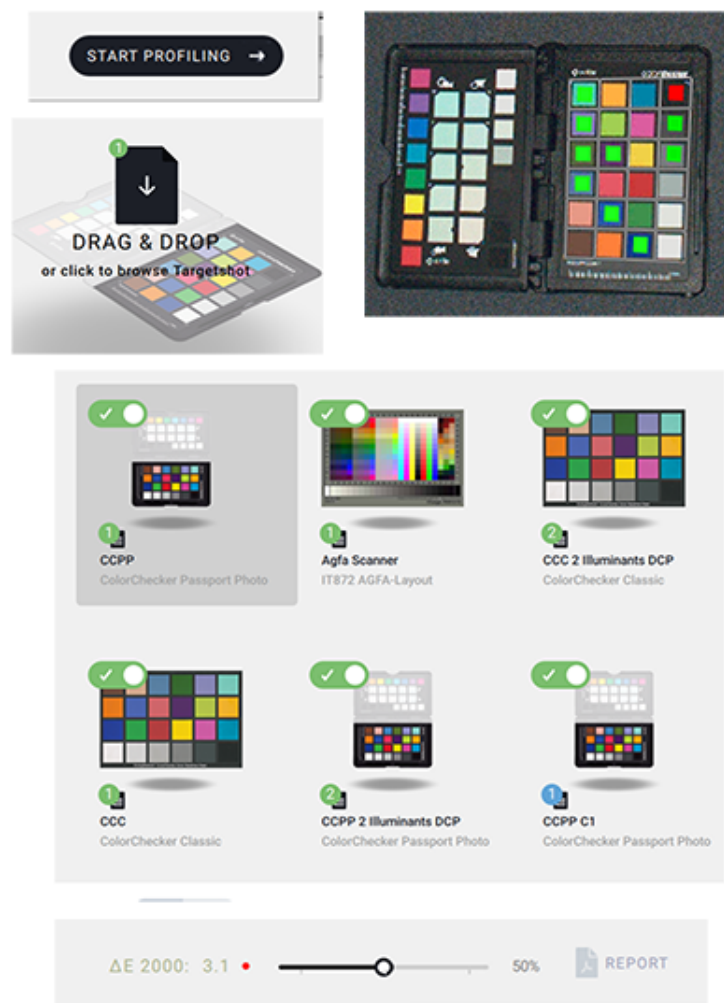 START PROFILING →
1
DRAG & DROP
or click to browse Targetshot
1
CCPP
ColorChecker Passport Photo
1
Agfa Scanner
IT872 AGFA-Layout
2
CCC 2 Illuminants DCP
ColorChecker Classic
1
CCC
ColorChecker Classic
2
CCPP 2 Illuminants DCP
ColorChecker Passport Photo
1
CCPP C1
ColorChecker Passport Photo
ΔE 2000: 3.1 50% REPORT